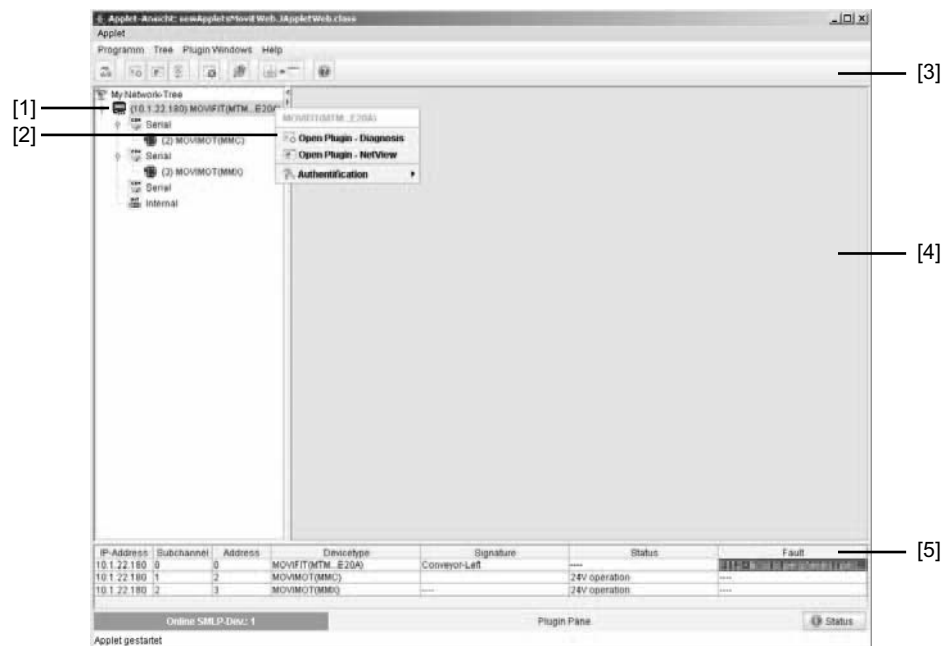 Applet-Ansicht: sewAppletsMovitWeb.JAppletWeb.class
Applet
Programm Tree Plugin Windows Help
[3]
My Network-Tree
[1]
(10.1.22.180) MOVIFIT(MTM...E20A)
MOVIFIT(MTM...E20A)
Serial
[2]
Open Plugin - Diagnosis
(2) MOVIMOT(MMC)
Open Plugin - NetView
Serial
(3) MOVIMOT(MMX)
Authentification
Serial
Internal
[4]
[5]
IP-Address Subchannel Address Devicetype Signature Status Fault
10.1.22.180 0 0 MOVIFIT(MTM...E20A) Conveyor-Left ----
10.1.22.180 1 2 MOVIMOT(MMC) 24V operation ----
10.1.22.180 2 3 MOVIMOT(MMX) ---- 24V operation ----
Online SMLP-Dev.: 1 Plugin Pane Status
Applet gestartet